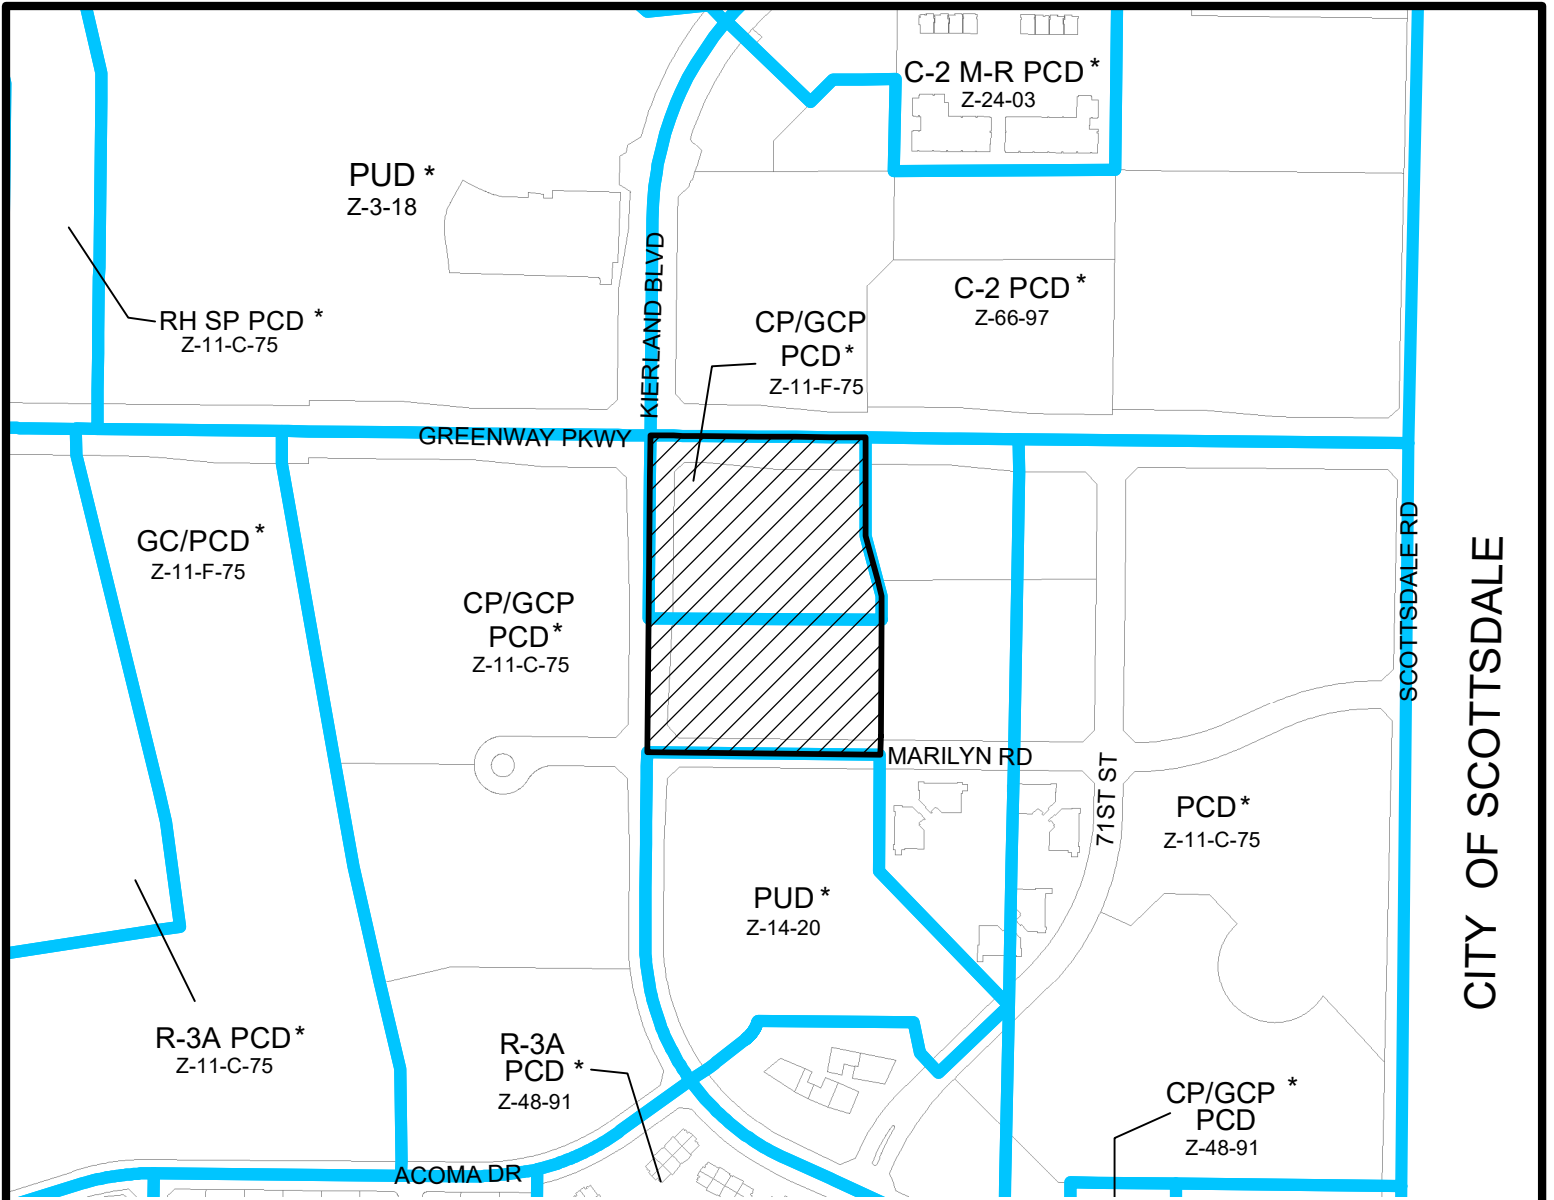 C-2 M-R PCD *
Z-24-03
PUD *
Z-3-18
RH SP PCD *
Z-11-C-75
KIERLAND BLVD
CP/GCP
PCD *
Z-11-F-75
C-2 PCD *
Z-66-97
GREENWAY PKWY
GC/PCD *
Z-11-F-75
CP/GCP
PCD *
Z-11-C-75
SCOTTSDALE RD
CITY OF SCOTTSDALE
MARILYN RD
71ST ST
PCD *
Z-11-C-75
PUD *
Z-14-20
R-3A PCD *
Z-11-C-75
R-3A
PCD *
Z-48-91
CP/GCP *
PCD
Z-48-91
ACOMA DR